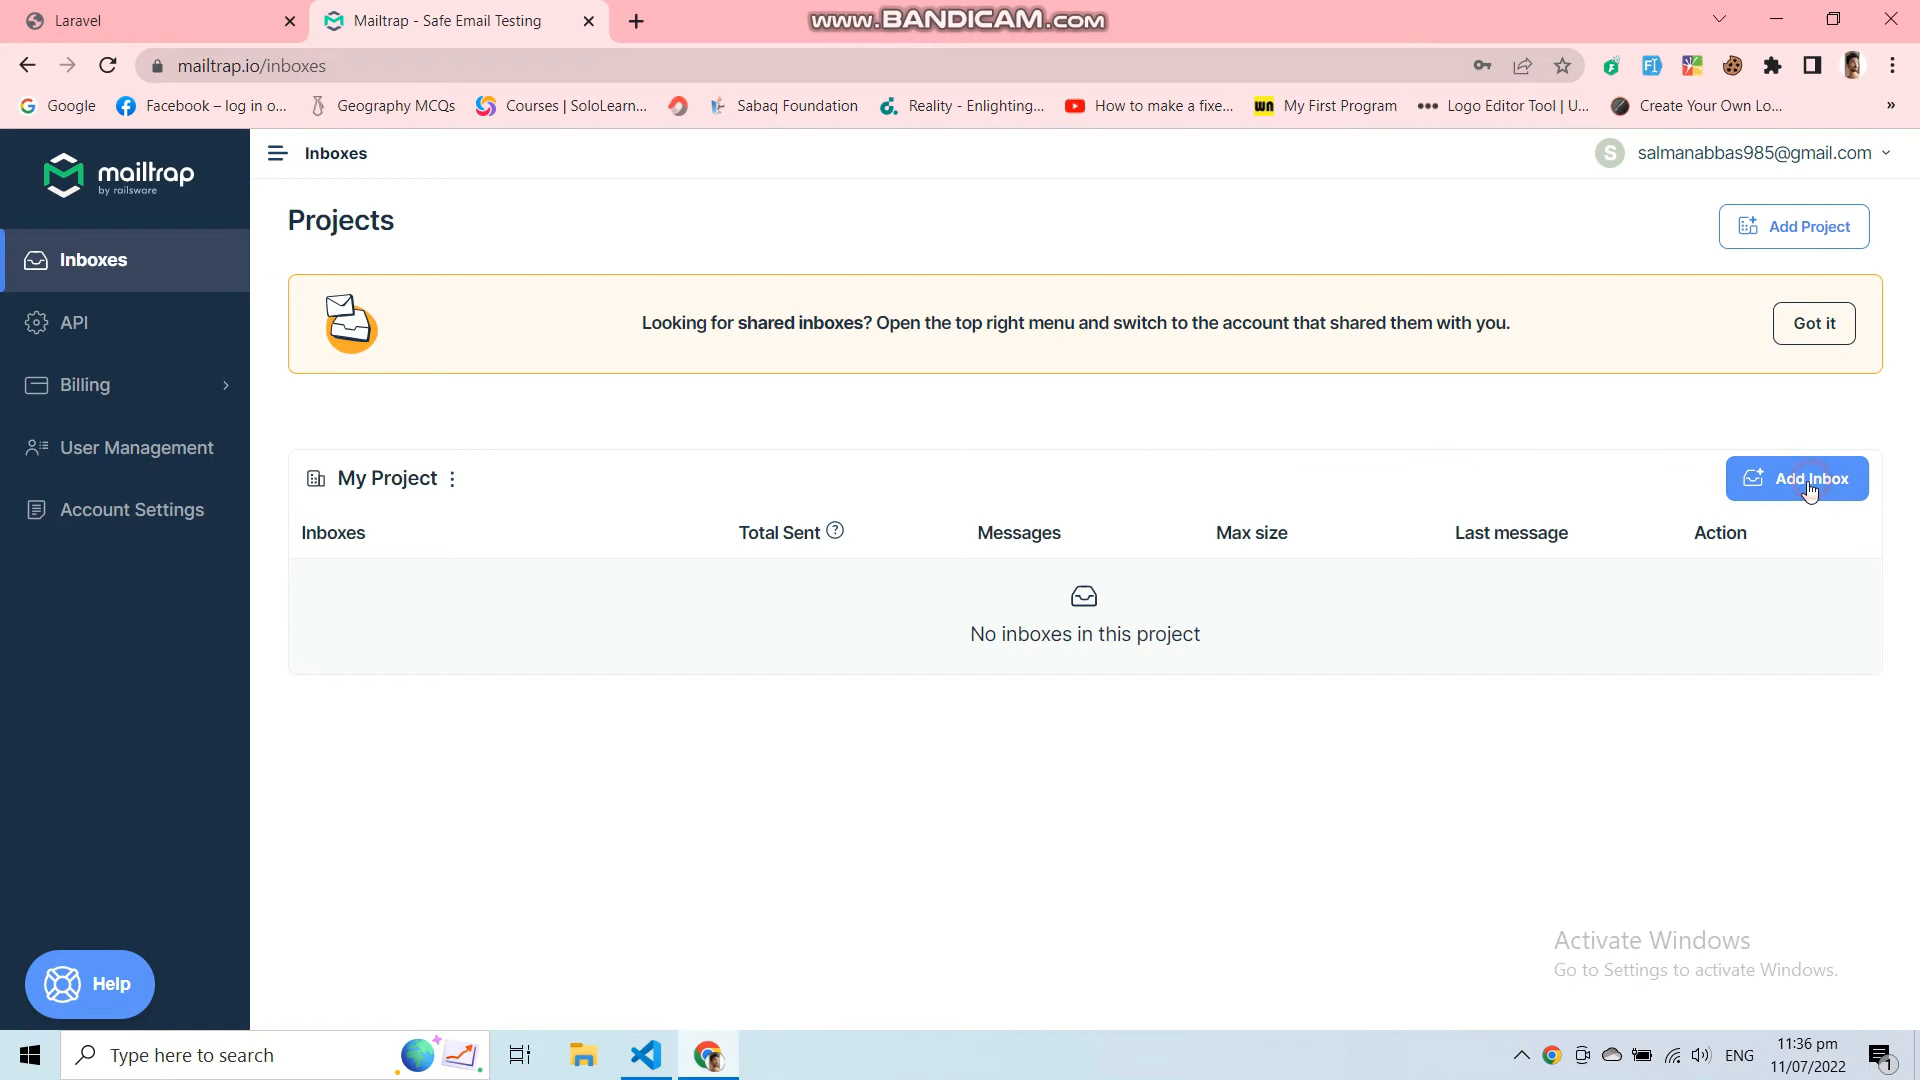 Laravel
Mailtrap - Safe Email Testing
www.BANDICAM.com
mailtrap.io/inboxes
Google
Facebook – log in o...
Geography MCQs
Courses | SoloLearn...
Sabaq Foundation
Reality - Enlighting...
How to make a fixe...
My First Program
Logo Editor Tool | U...
Create Your Own Lo...
»
mailtrap
by railsware
Inboxes
S
salmanabbas985@gmail.com
Inboxes
API
Billing
User Management
Account Settings
Help
Projects
Add Project
Looking for shared inboxes? Open the top right menu and switch to the account that shared them with you.
Got it
My Project
Add Inbox
Inboxes
Total Sent
Messages
Max size
Last message
Action
No inboxes in this project
Activate Windows
Go to Settings to activate Windows.
Type here to search
ENG
11:36 pm
11/07/2022
1